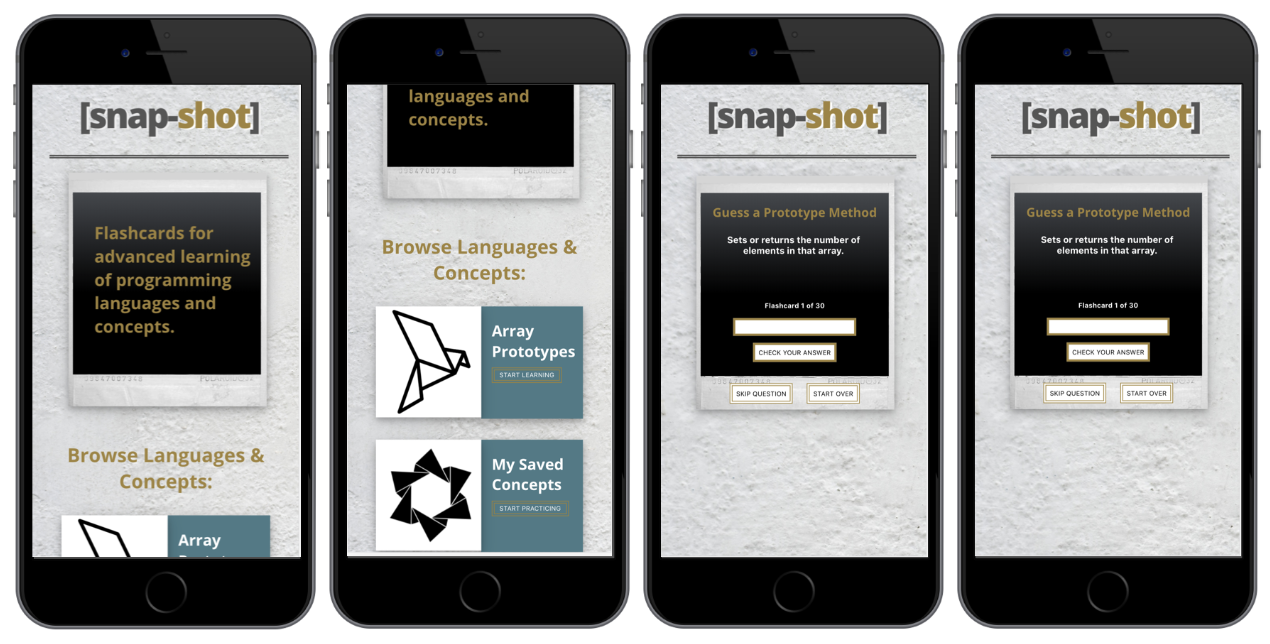 [snap-shot]
Flashcards for
advanced learning
of programming
languages and
concepts.
Browse Languages &
Concepts:
Array
languages and
concepts.
Browse Languages &
Concepts:
Array
Prototypes
START LEARNING
My Saved
Concepts
START PRACTICING
[snap-shot]
Guess a Prototype Method
Sets or returns the number of
elements in that array.
Flashcard 1 of 30
CHECK YOUR ANSWER
SKIP QUESTION
START OVER
[snap-shot]
Guess a Prototype Method
Sets or returns the number of
elements in that array.
Flashcard 1 of 30
CHECK YOUR ANSWER
SKIP QUESTION
START OVER